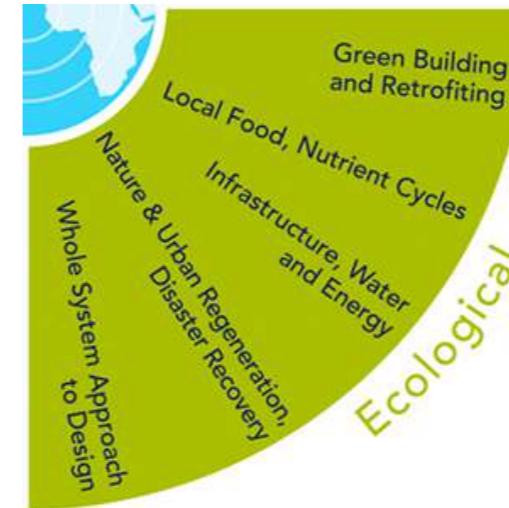 Green Building
and Retrofiting
Local Food, Nutrient Cycles
Infrastructure, Water
and Energy
Nature & Urban Regeneration,
Disaster Recovery
Whole System Approach
to Design
Ecological